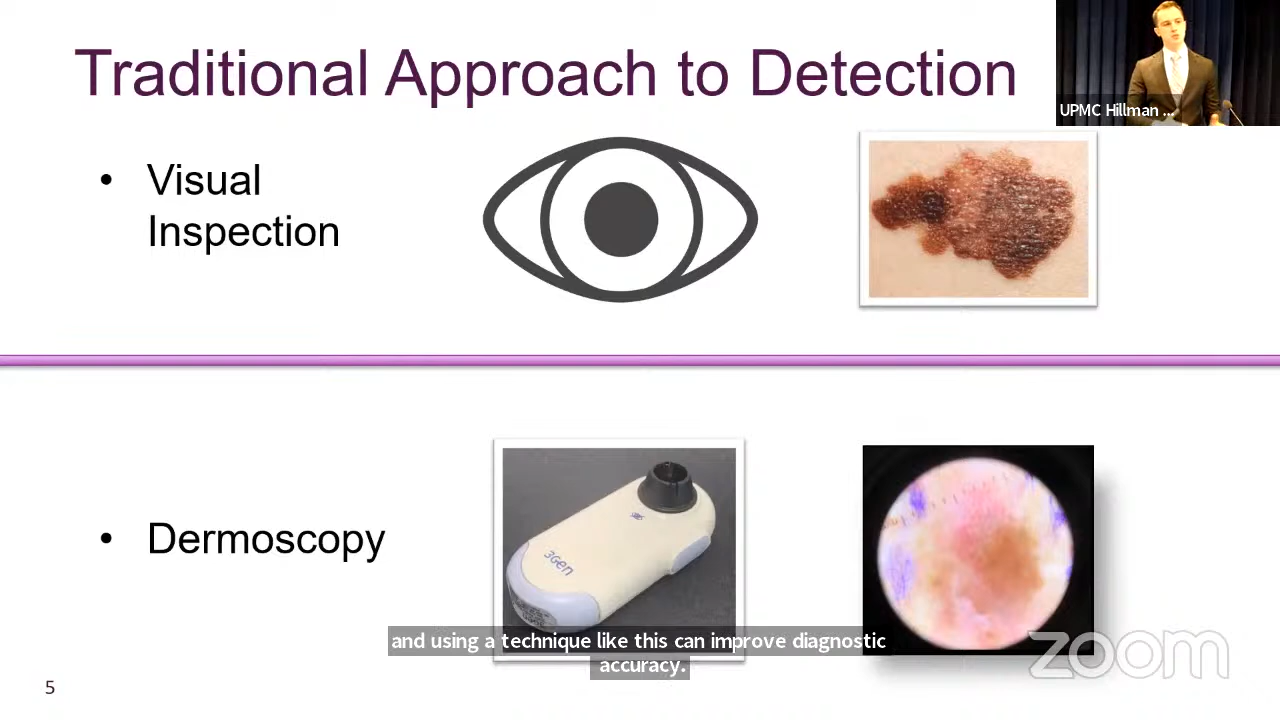 Traditional Approach to Detection
UPMC Hillman ...
• Visual
Inspection
• Dermoscopy
3Gen
and using a technique like this can improve diagnostic
accuracy.
zoom
5